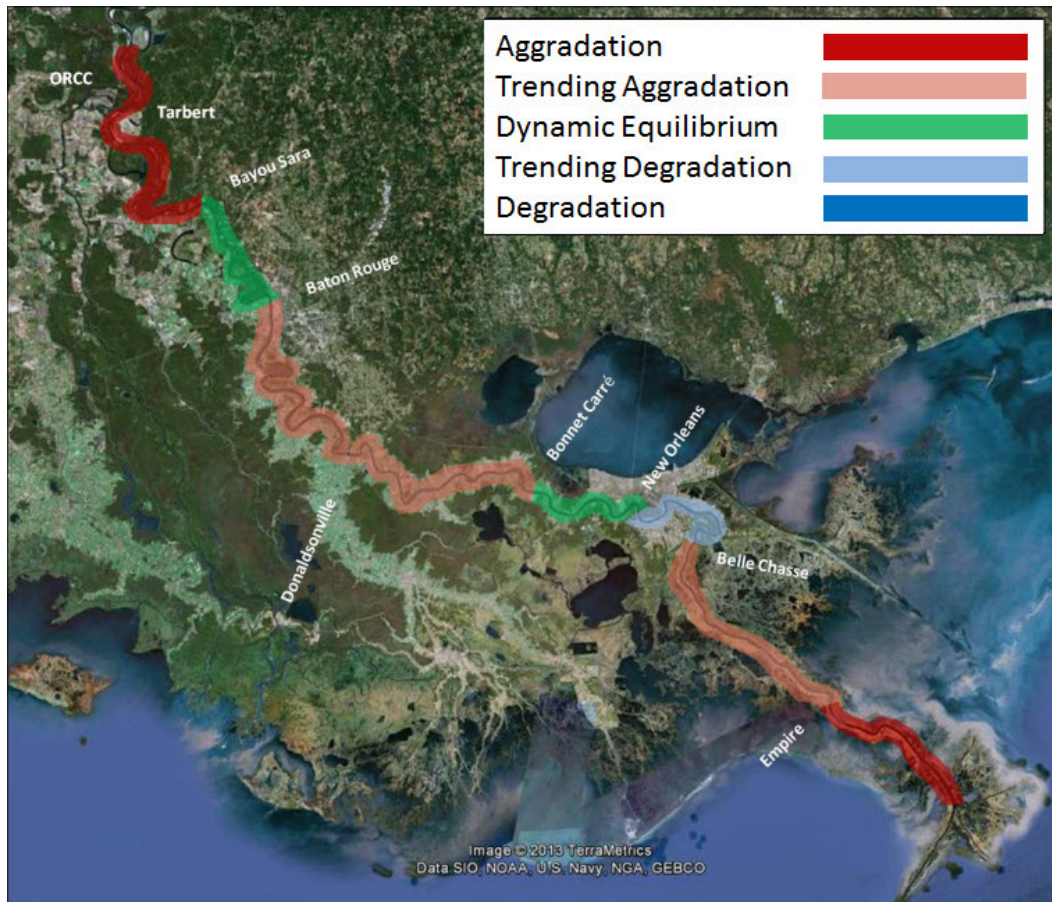 Aggradation
Trending Aggradation
Dynamic Equilibrium
Trending Degradation
Degradation
ORCC
Tarbert
Bayou Sara
Baton Rouge
Bonnet Carré
New Orleans
Donaldsonville
Belle Chasse
Empire
Image © 2013 TerraMetrics
Data SIO, NOAA, U.S. Navy, NGA, GEBCO